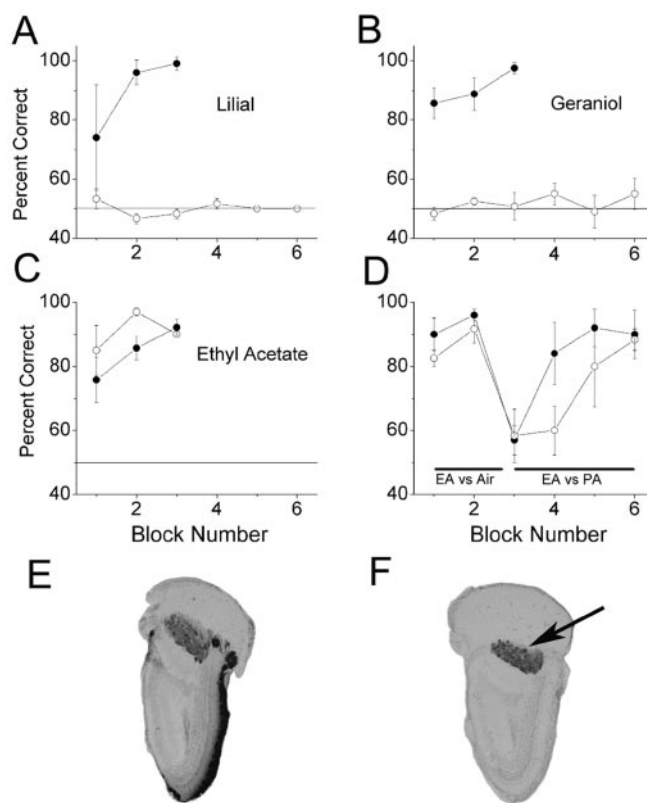 A
B
Percent Correct
100
80
60
40
2
4
6
Lilial
100
80
60
40
2
4
6
Geraniol
C
D
Percent Correct
100
80
60
40
2
4
6
Ethyl Acetate
Block Number
100
80
60
40
2
4
6
EA vs Air
EA vs PA
Block Number
E
F